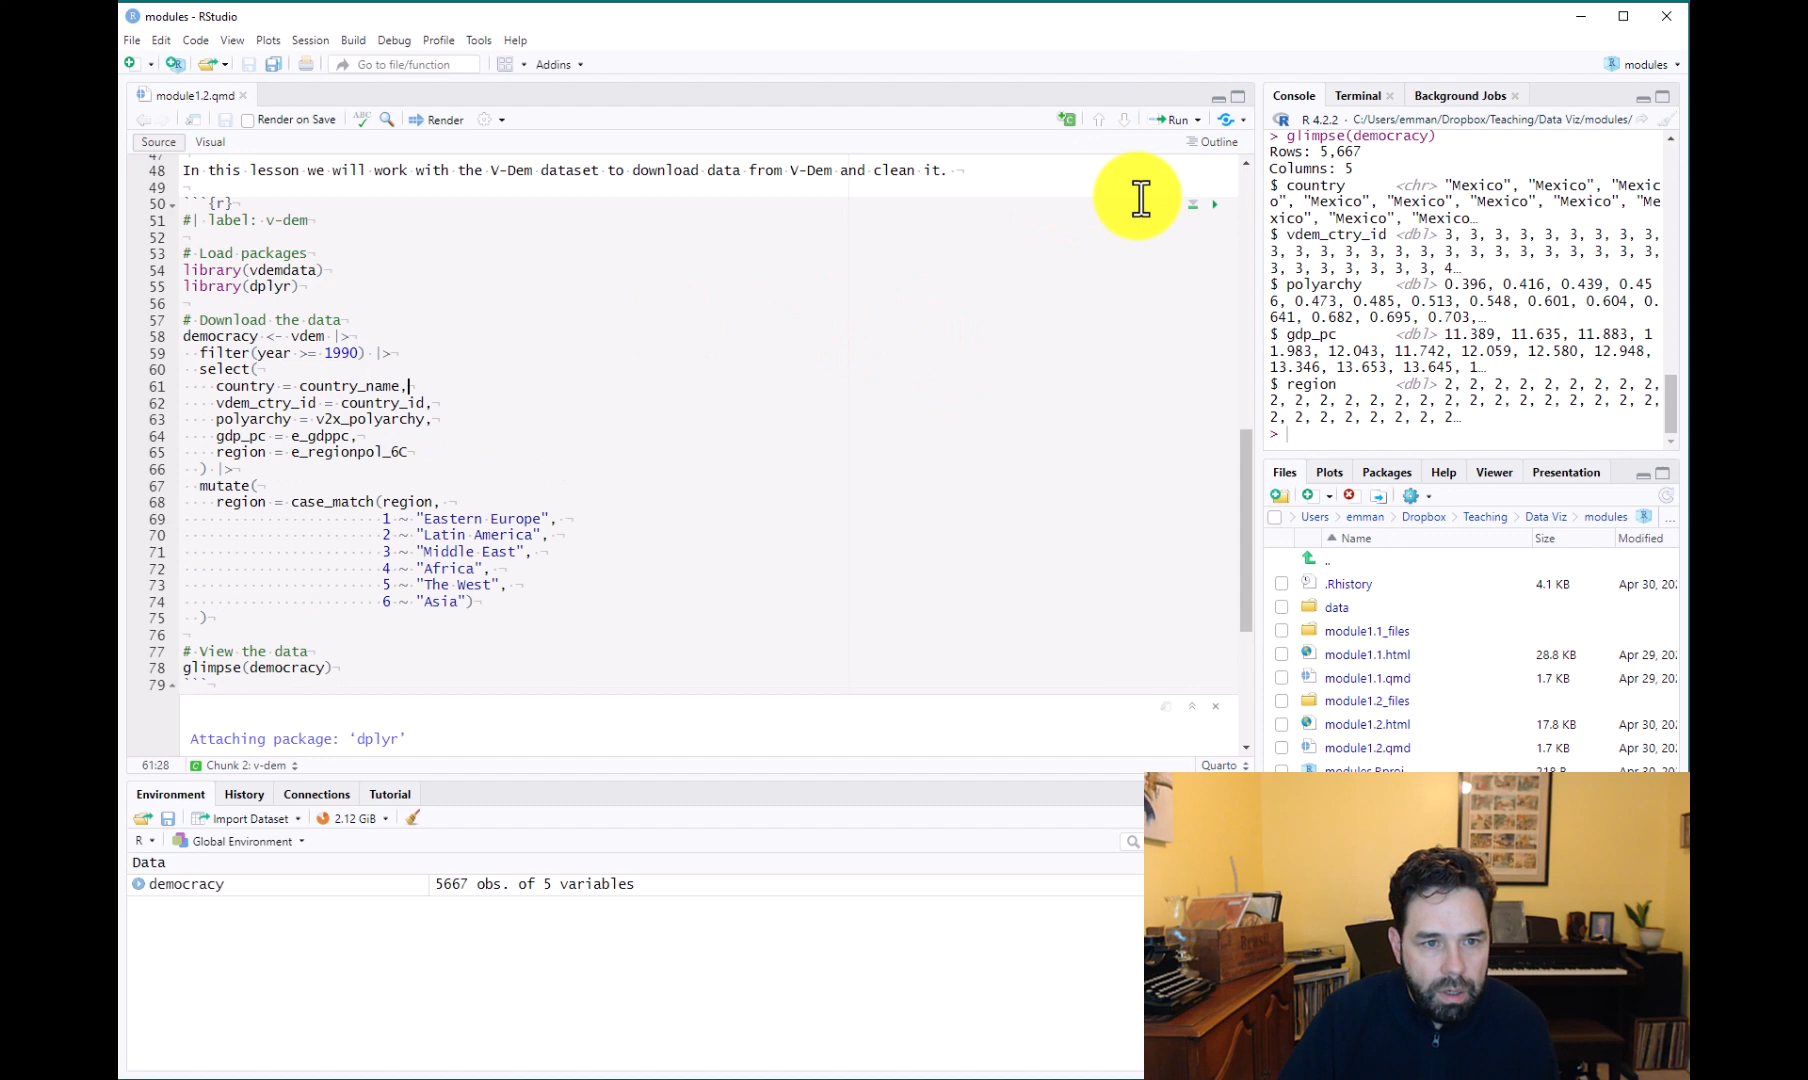 modules - RStudio
File Edit Code View Plots Session Build Debug Profile Tools Help
Go to file/function
Addins
modules
module1.2.qmd
Render on Save
ABC
Render
Run
Source Visual
Outline
47
48 In this lesson we will work with the V-Dem dataset to download data from V-Dem and clean it.
49
50 ```{r}
51 #| label: v-dem
52
53 # Load packages
54 library(vdemdata)
55 library(dplyr)
56
57 # Download the data
58 democracy <- vdem |>
59 filter(year >= 1990) |>
60 select(
61 country = country_name,
62 vdem_ctry_id = country_id,
63 polyarchy = v2x_polyarchy,
64 gdp_pc = e_gdppc,
65 region = e_regionpol_6C
66 ) |>
67 mutate(
68 region = case_match(region,
69 1 ~ "Eastern Europe",
70 2 ~ "Latin America",
71 3 ~ "Middle East",
72 4 ~ "Africa",
73 5 ~ "The West",
74 6 ~ "Asia")
75 )
76
77 # View the data
78 glimpse(democracy)
79 ```
Attaching package: ‘dplyr’
61:28 Chunk 2: v-dem
Quarto
Environment History Connections Tutorial
Import Dataset 2.12 GiB
R Global Environment
Data
democracy 5667 obs. of 5 variables
Console Terminal Background Jobs
R 4.2.2 · C:/Users/emman/Dropbox/Teaching/Data Viz/modules/
> glimpse(democracy)
Rows: 5,667
Columns: 5
$ country <chr> "Mexico", "Mexico", "Mexic
o", "Mexico", "Mexico", "Mexico", "Mexico", "Me
xico", "Mexico", "Mexico…
$ vdem_ctry_id <dbl> 3, 3, 3, 3, 3, 3, 3, 3, 3,
3, 3, 3, 3, 3, 3, 3, 3, 3, 3, 3, 3, 3, 3, 3,
3, 3, 3, 3, 3, 3, 3, 4…
$ polyarchy <dbl> 0.396, 0.416, 0.439, 0.45
6, 0.473, 0.485, 0.513, 0.548, 0.601, 0.604, 0.
641, 0.682, 0.695, 0.703,…
$ gdp_pc <dbl> 11.389, 11.635, 11.883, 1
1.983, 12.043, 11.742, 12.059, 12.580, 12.948,
13.346, 13.653, 13.645, 1…
$ region <dbl> 2, 2, 2, 2, 2, 2, 2, 2, 2,
2, 2, 2, 2, 2, 2, 2, 2, 2, 2, 2, 2, 2, 2, 2,
2, 2, 2, 2, 2, 2, 2, 2…
>
Files Plots Packages Help Viewer Presentation
Users emman Dropbox Teaching Data Viz modules
Name Size Modified
..
.Rhistory 4.1 KB Apr 30, 202
data
module1.1_files
module1.1.html 28.8 KB Apr 29, 202
module1.1.qmd 1.7 KB Apr 29, 202
module1.2_files
module1.2.html 17.8 KB Apr 30, 202
module1.2.qmd 1.7 KB Apr 30, 202
modules.Rproj 218 B Apr 30, 202